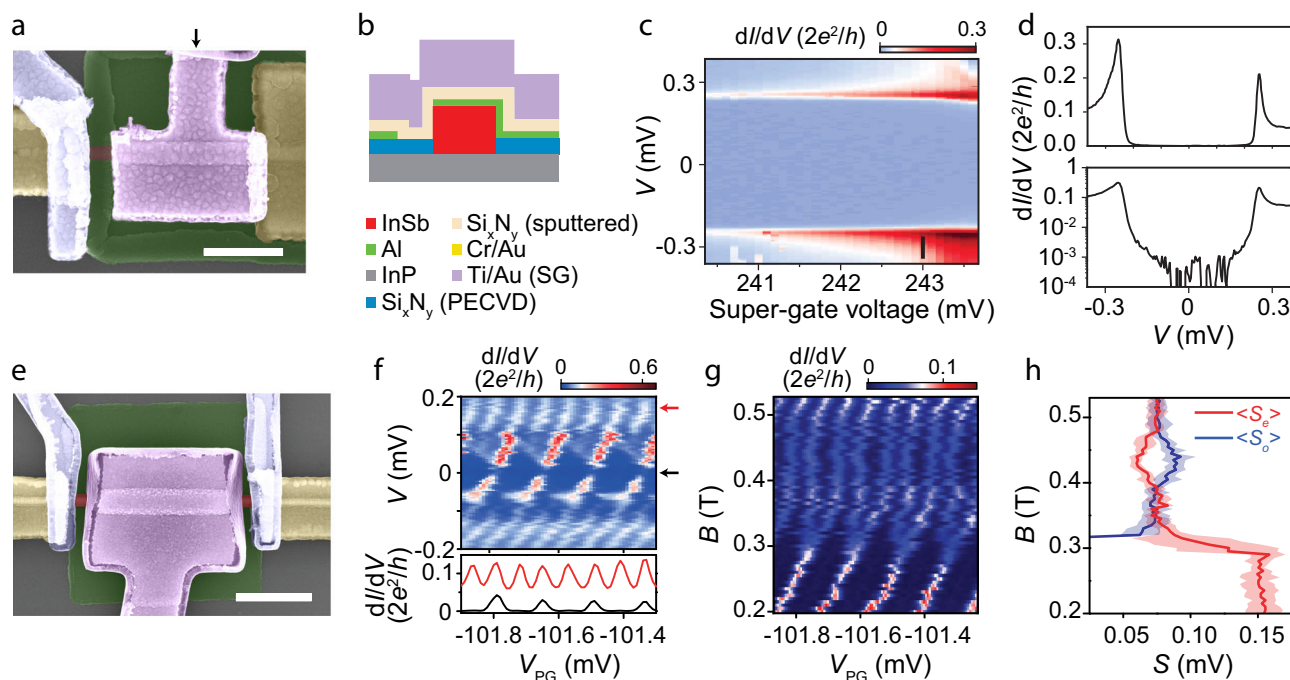 a
b
InSb
Al
InP
SixNy (PECVD)
SixNy (sputtered)
Cr/Au
Ti/Au (SG)
c
dI/dV (2e²/h) 0 0.3
V (mV)
0.3
0
-0.3
241 242 243
Super-gate voltage (mV)
d
dI/dV (2e²/h)
0.3
0.2
0.1
0.0
1
10⁻¹
10⁻²
10⁻³
10⁻⁴
-0.3 0 0.3
V (mV)
e
f
dI/dV
(2e²/h)
0 0.6
V (mV)
0.2
0
-0.2
dI/dV
(2e²/h)
0.1
0
-101.8 -101.6 -101.4
VPG (mV)
g
dI/dV
(2e²/h)
0 0.1
B (T)
0.5
0.4
0.3
0.2
-101.8 -101.6 -101.4
VPG (mV)
h
<Se>
<So>
B (T)
0.5
0.4
0.3
0.2
0.05 0.10 0.15
S (mV)